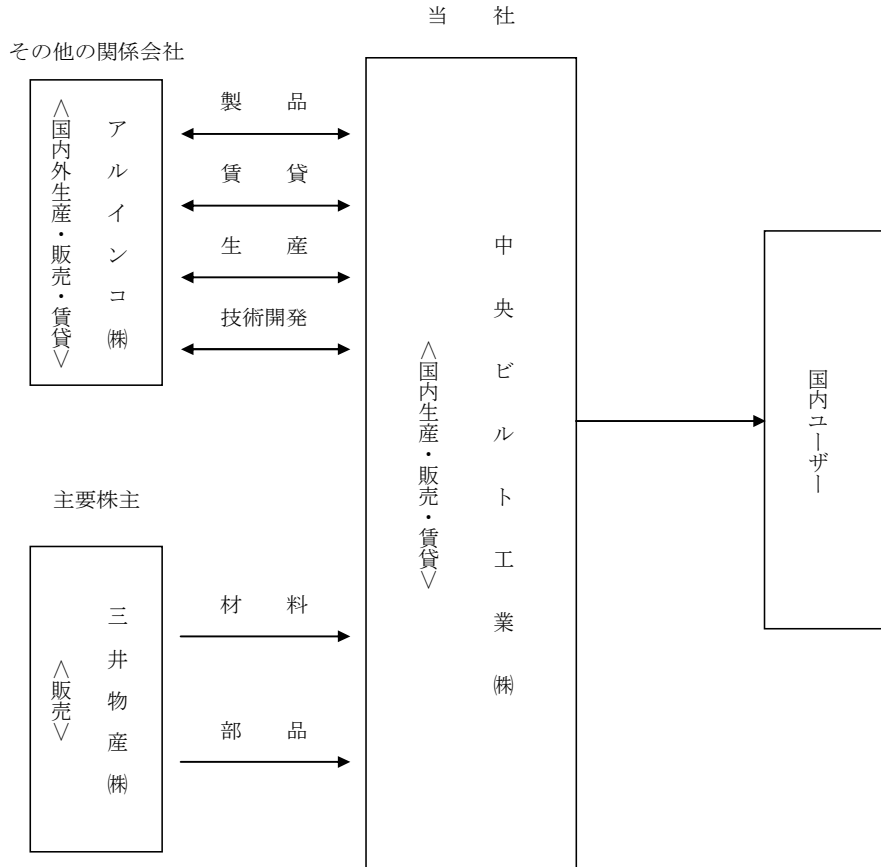 当 社
その他の関係会社
アルインコ㈱
<国内外生産・販売・賃貸>
製 品
賃 貸
生 産
技術開発
主要株主
三井物産㈱
<販売>
材 料
部 品
中央ビルト工業㈱
<国内生産・販売・賃貸>
国内ユーザー